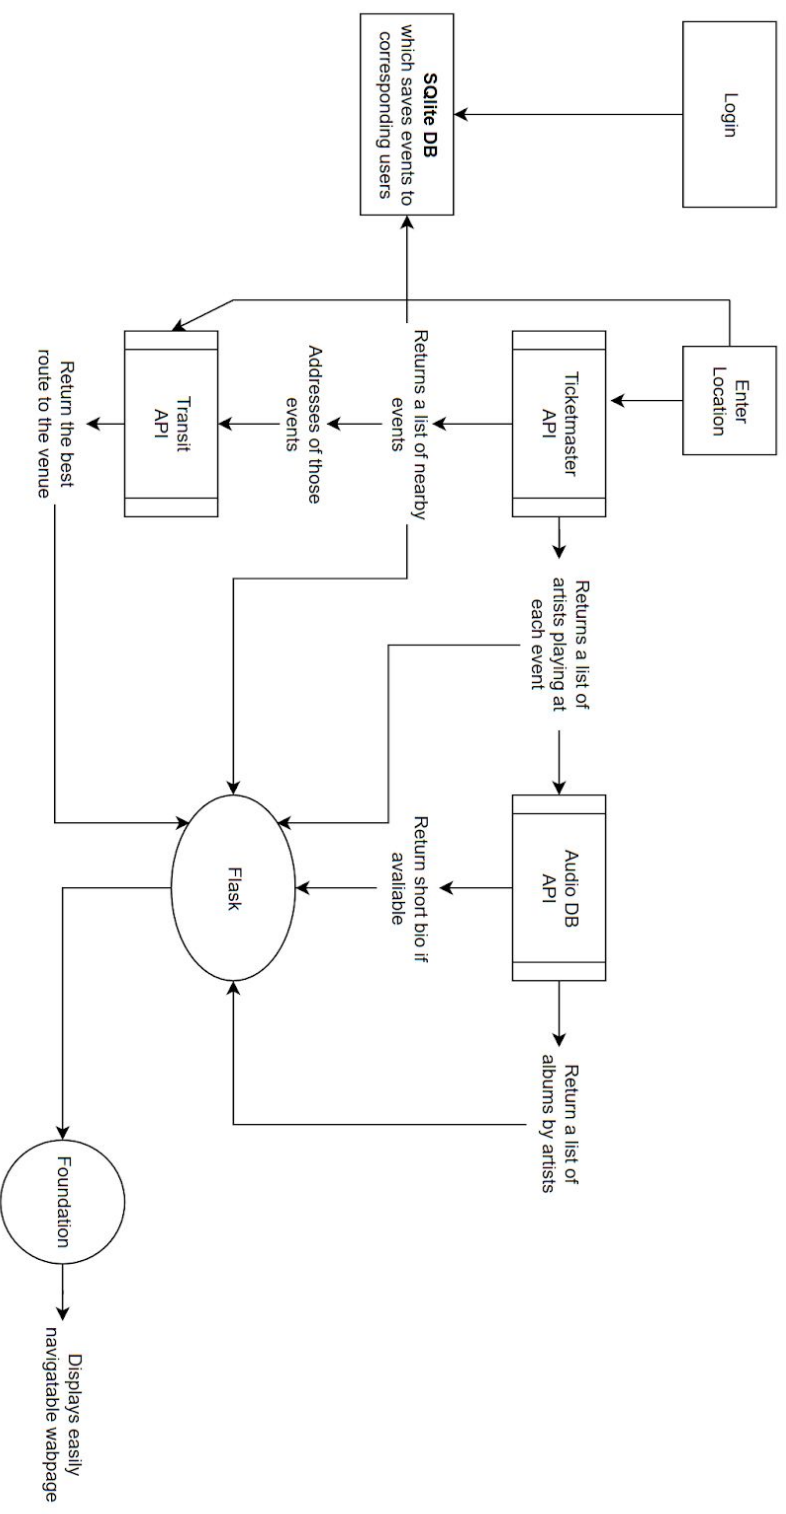 Login
SQlite DB
which saves events to
corresponding users
Enter
Location
Ticketmaster
API
Returns a list of nearby
events
Addresses of those
events
Transit
API
Return the best
route to the venue
Returns a list of
artists playing at
each event
Audio DB
API
Return short bio if
avaliable
Flask
Return a list of
albums by artists
Foundation
Displays easily
navigatable wabpage